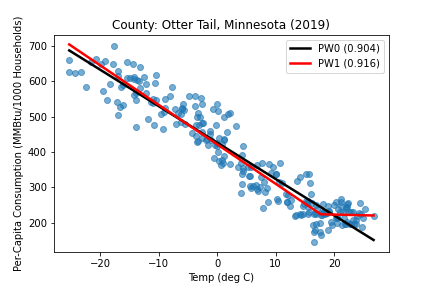 County: Otter Tail, Minnesota (2019)
PW0 (0.904)
PW1 (0.916)
Per-Capita Consumption (MMBtu/1000 Households)
700
600
500
400
300
200
−20
−10
0
10
20
Temp (deg C)